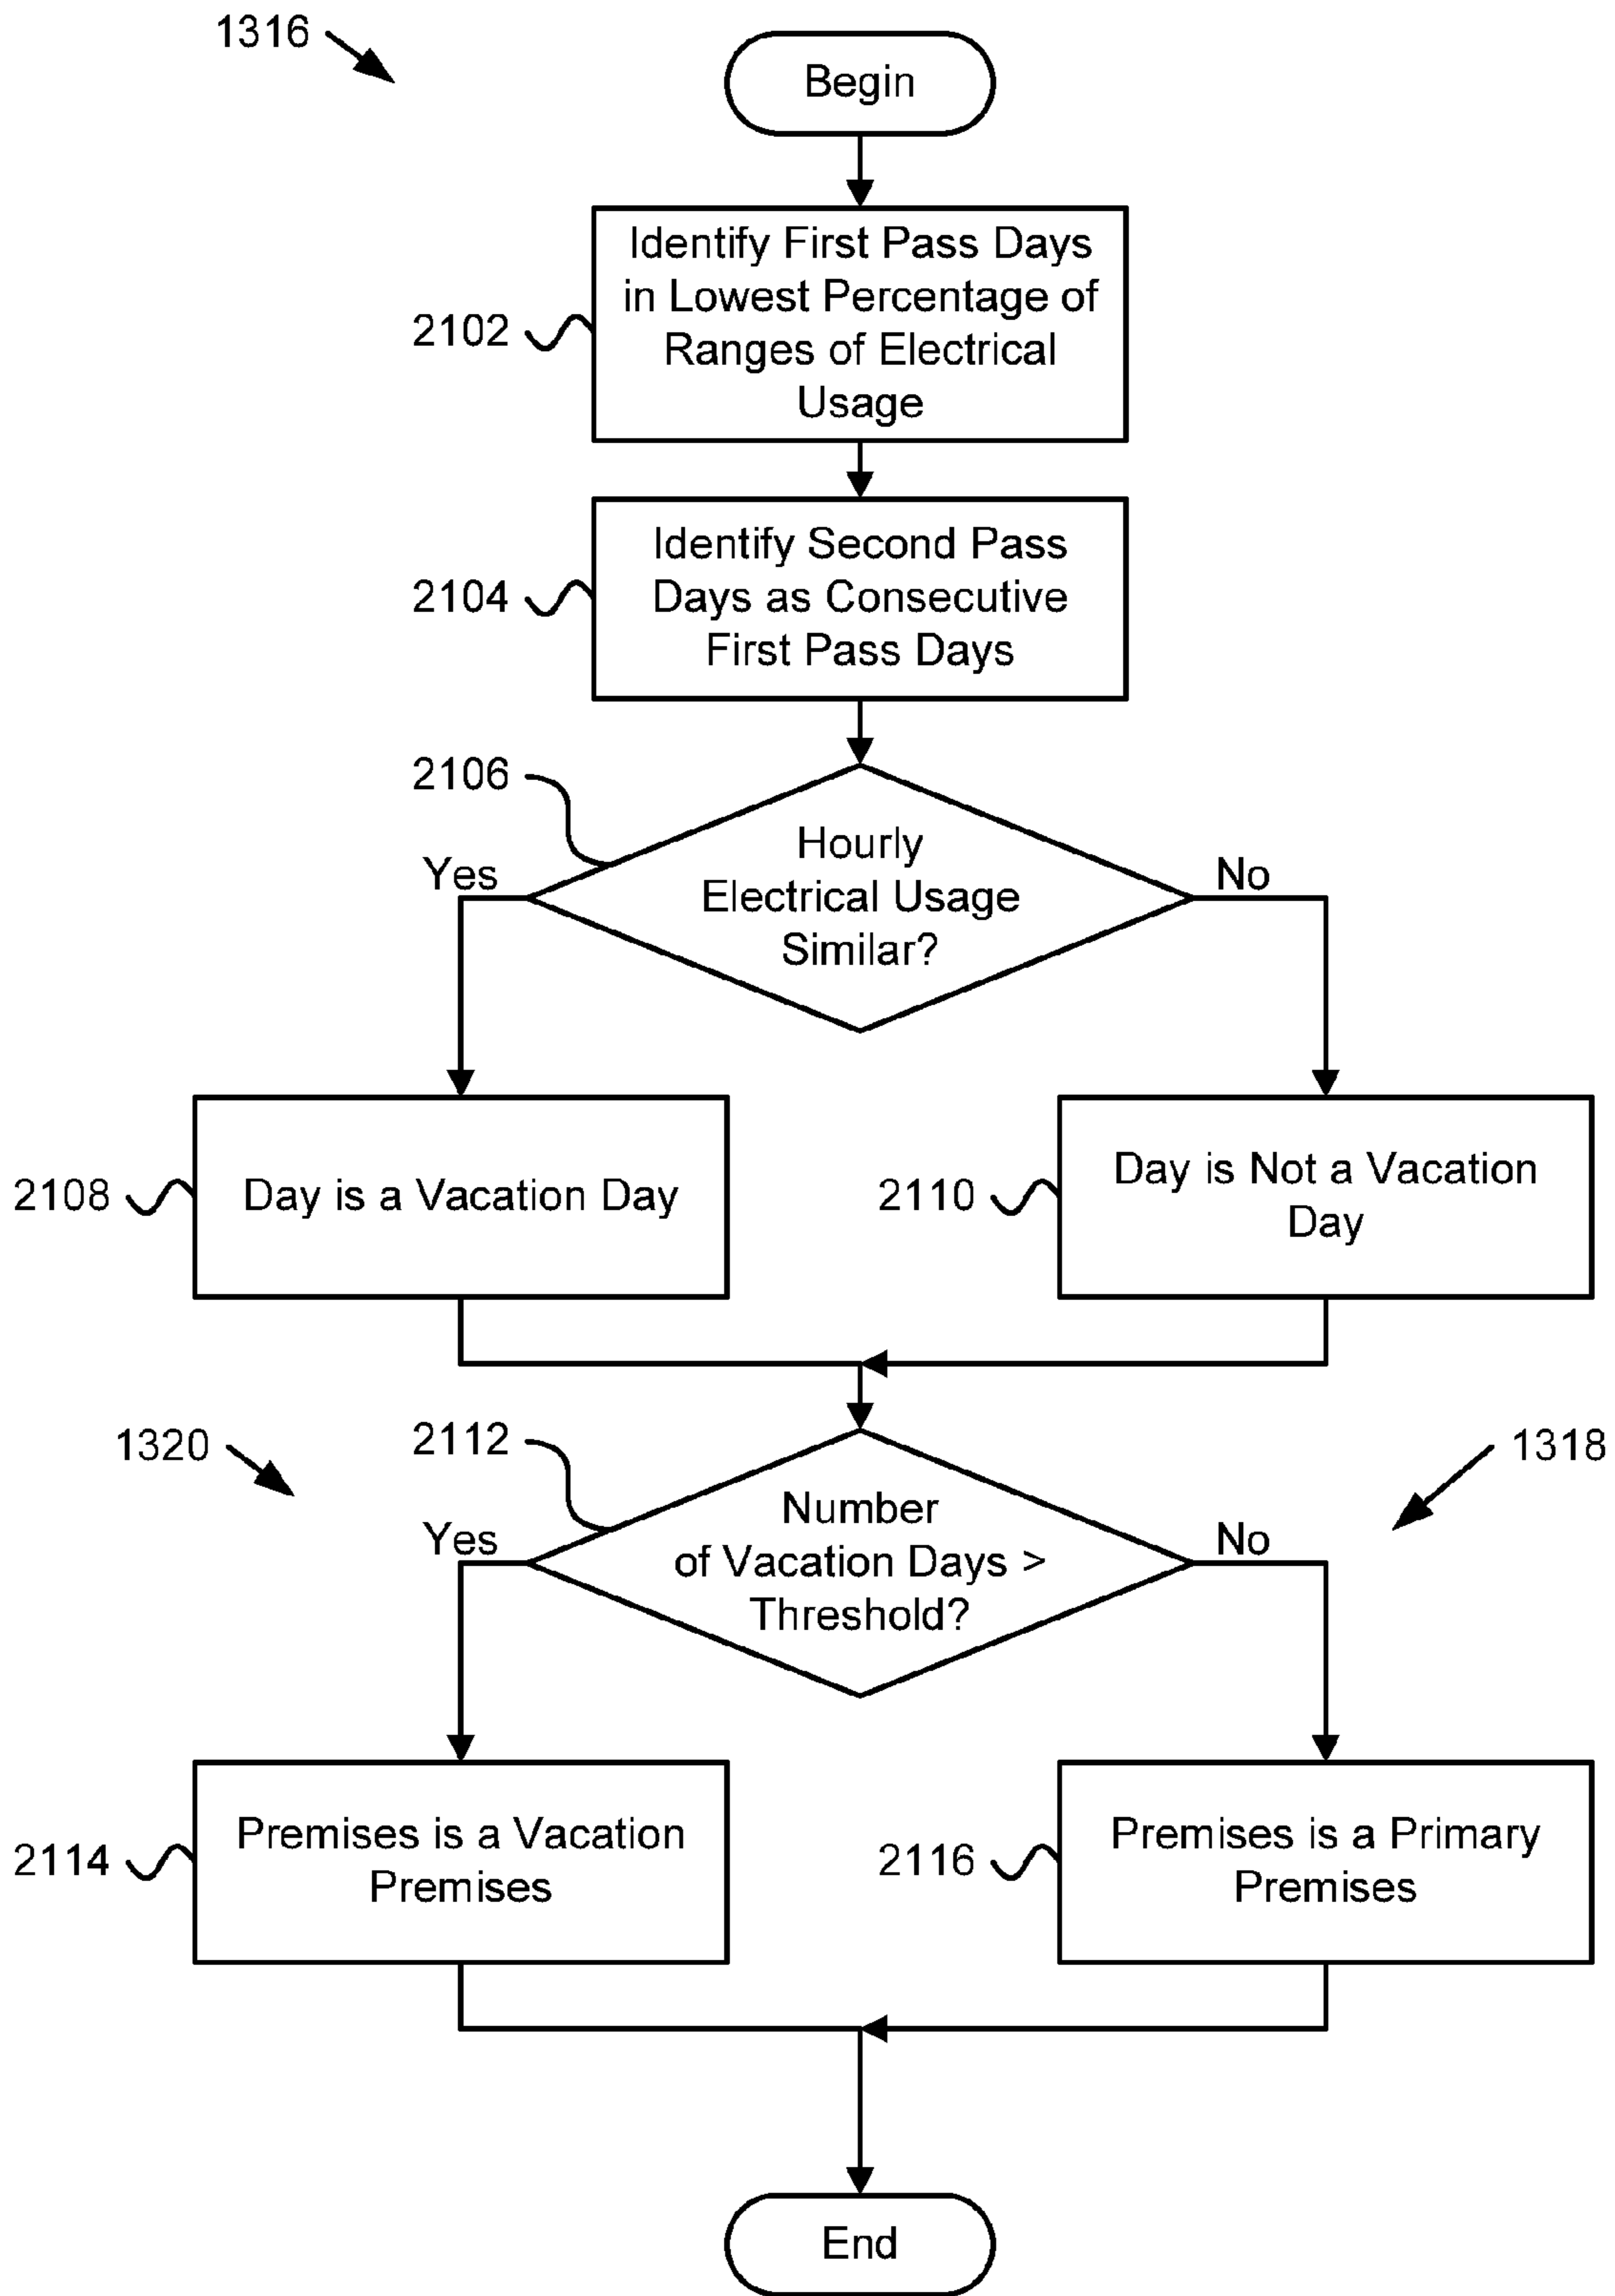 1316
Begin
Identify First Pass Days
in Lowest Percentage of
Ranges of Electrical
Usage
2102
Identify Second Pass
Days as Consecutive
First Pass Days
2104
2106
Hourly
Electrical Usage
Similar?
Yes
No
2108
Day is a Vacation Day
2110
Day is Not a Vacation
Day
1320
2112
1318
Number
of Vacation Days >
Threshold?
Yes
No
2114
Premises is a Vacation
Premises
2116
Premises is a Primary
Premises
End